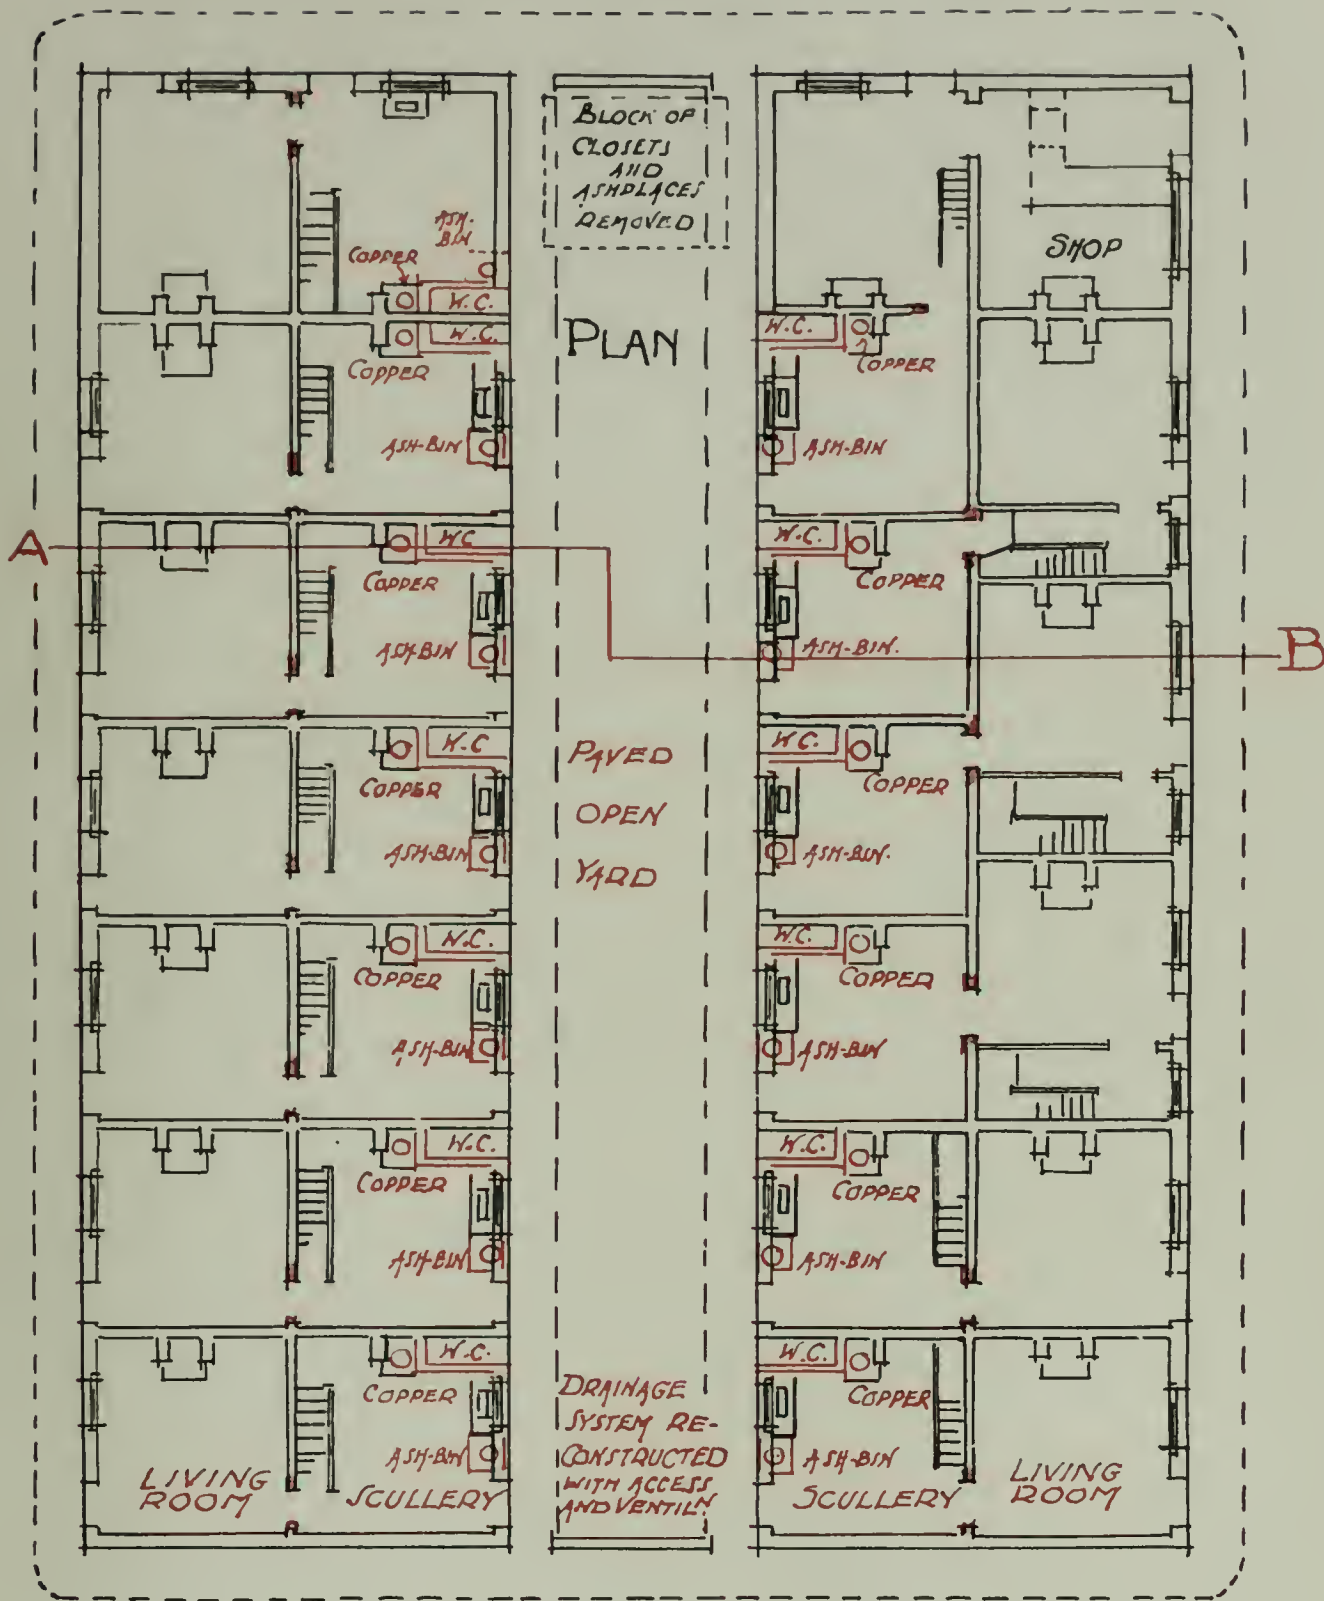 BLOCK OF
CLOSETS
AND
ASHPLACES
REMOVED
PLAN
SHOP
ASH-
BIN
COPPER
W.C.
W.C.
COPPER
ASH-BIN
W.C.
COPPER
ASH-BIN
A
WC
COPPER
ASH-BIN
W.C.
COPPER
ASH-BIN.
B
W.C
COPPER
ASH-BIN
PAVED
OPEN
YARD
W.C.
COPPER
ASH-BIN.
W.C.
COPPER
ASH-BIN
W.C.
COPPER
ASH-BIN
W.C.
COPPER
ASH-BIN
W.C.
COPPER
ASH-BIN
W.C.
COPPER
ASH-BIN
LIVING
ROOM
SCULLERY
DRAINAGE
SYSTEM RE-
CONSTRUCTED
WITH ACCESS
AND VENTILN.
W.C.
COPPER
ASH-BIN
SCULLERY
LIVING
ROOM